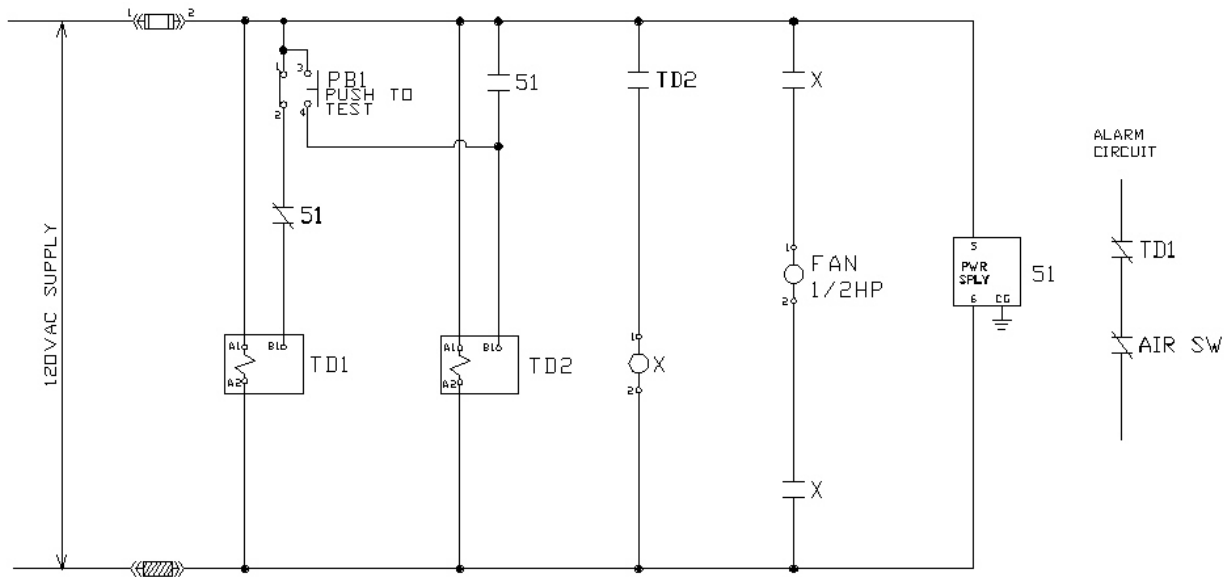 1 2
120VAC SUPPLY
1 3
PB1
PUSH TO
TEST
2 4
51
51
A1 B1
A2
TD1
A1 B1
A2
TD2
TD2
1
X
2
X
1
FAN
1/2HP
2
X
5
PWR
SPLY
6 CG
51
ALARM
CIRCUIT
TD1
AIR SW